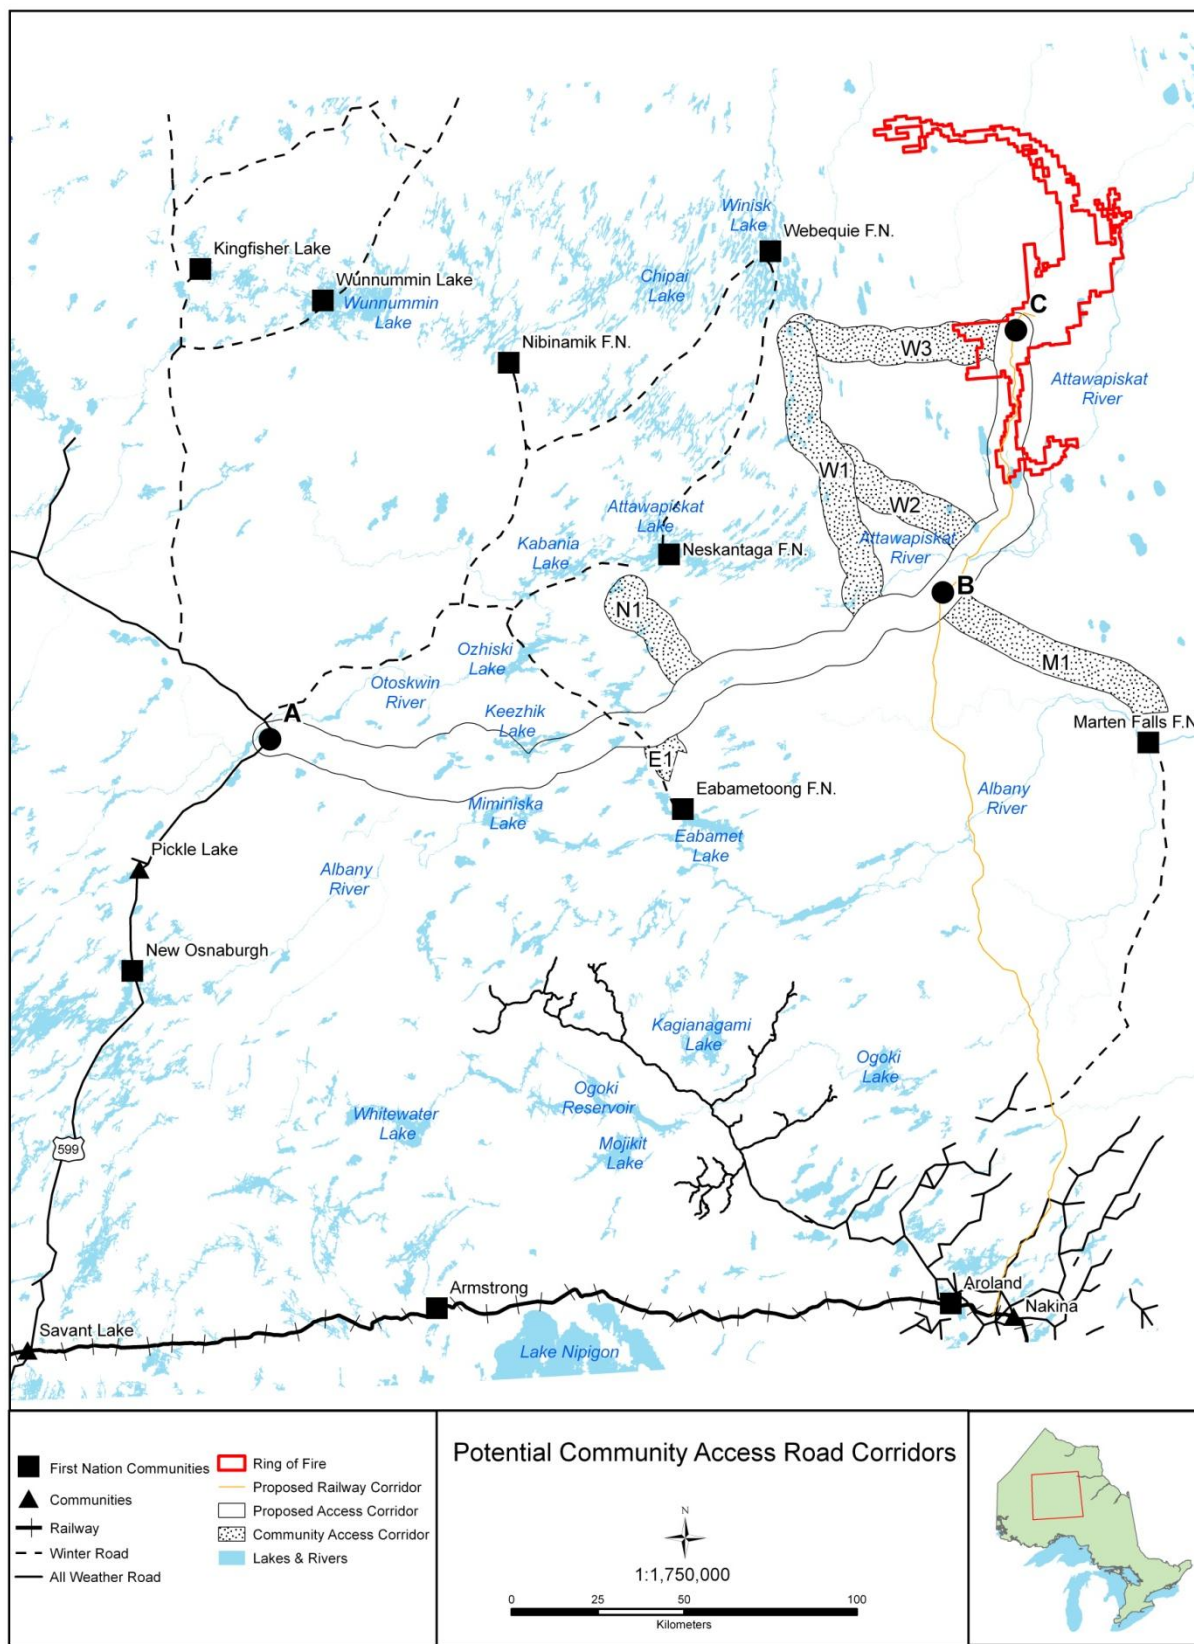 Winisk
Lake
Webequie F.N.
Kingfisher Lake
Chipai
Lake
Wunnummin Lake
Wunnummin
Lake
C
Nibinamik F.N.
W3
Attawapiskat
River
W1
W2
Attawapiskat
Lake
Attawapiskat
River
Kabania
Lake
Neskantaga F.N.
B
N1
Ozhiski
Lake
M1
Otoskwin
River
A
Keezhik
Lake
Marten Falls F.N.
E1
Miminiska
Lake
Eabametoong F.N.
Albany
River
Eabamet
Lake
Pickle Lake
Albany
River
New Osnaburgh
Kagianagami
Lake
Ogoki
Lake
Ogoki
Reservoir
Whitewater
Lake
599
Mojikit
Lake
Armstrong
Aroland
Nakina
Savant Lake
Lake Nipigon
First Nation Communities
Communities
Railway
Winter Road
All Weather Road
Ring of Fire
Proposed Railway Corridor
Proposed Access Corridor
Community Access Corridor
Lakes & Rivers
Potential Community Access Road Corridors
N
1:1,750,000
0 25 50 100
Kilometers